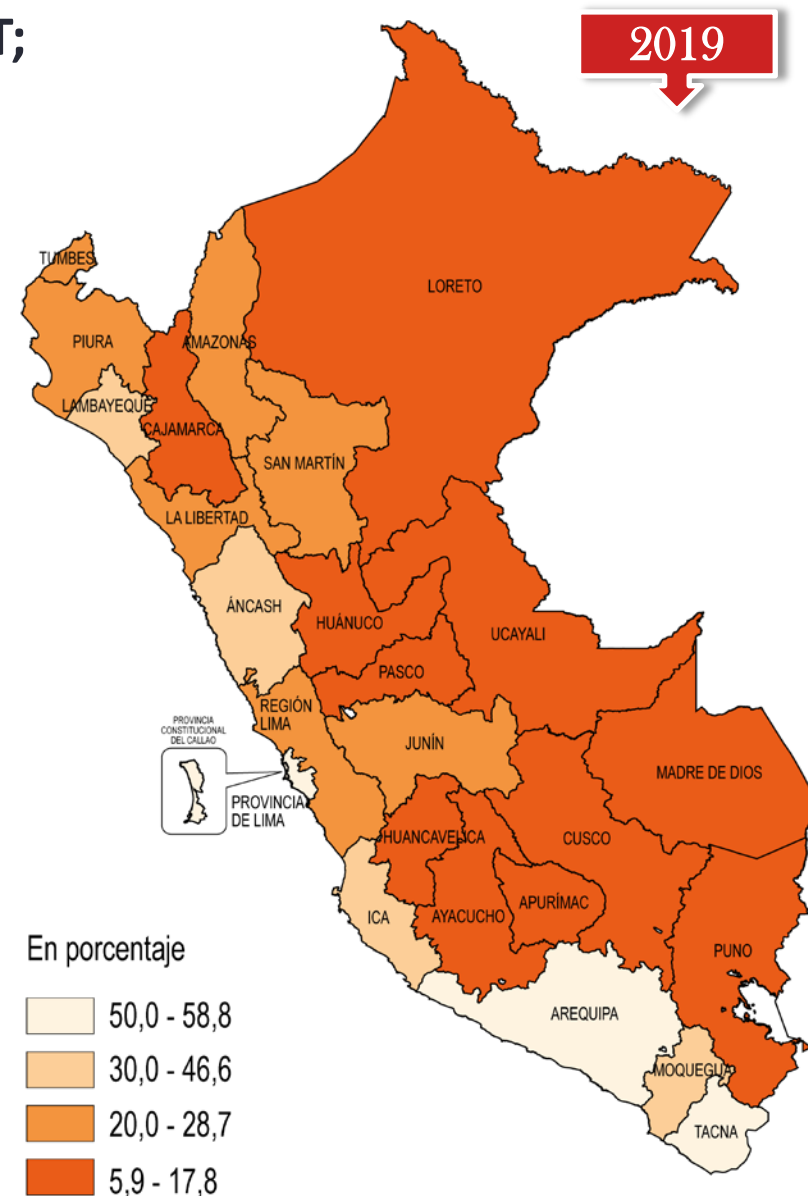 T;
2019
TUMBES
LORETO
PIURA
AMAZONAS
LAMBAYEQUE
CAJAMARCA
SAN MARTÍN
LA LIBERTAD
ÁNCASH
HUÁNUCO
UCAYALI
PASCO
REGIÓN
LIMA
PROVINCIA
CONSTITUCIONAL
DEL CALLAO
JUNÍN
MADRE DE DIOS
PROVINCIA
DE LIMA
HUANCAVELICA
CUSCO
ICA
AYACUCHO
APURÍMAC
PUNO
AREQUIPA
MOQUEGUA
TACNA
En porcentaje
50,0 - 58,8
30,0 - 46,6
20,0 - 28,7
5,9 - 17,8